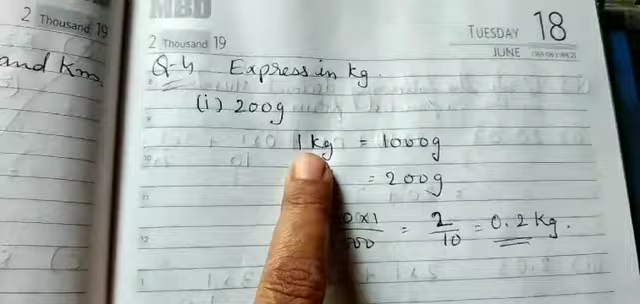 MBD
2 Thousand 19
TUESDAY 18
JUNE
2 Thousand 19
and Km.
Q-4 Express in kg.
(i) 200g
1 kg = 1000g
= 200g
= 2/10 = 0.2 Kg.